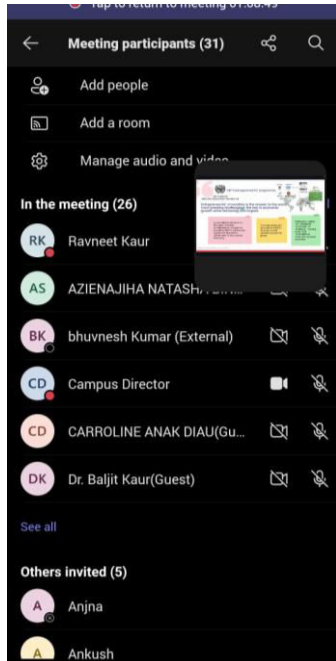 Tap to return to meeting 01:08:49
Meeting participants (31)
Add people
Add a room
Manage audio and video
In the meeting (26)
RK
Ravneet Kaur
AS
AZIENAJIHA NATASHA
BK
bhuvnesh Kumar (External)
CD
Campus Director
CD
CARROLINE ANAK DIAU(Gu...
DK
Dr. Baljit Kaur(Guest)
See all
Others invited (5)
A
Anjna
A
Ankush